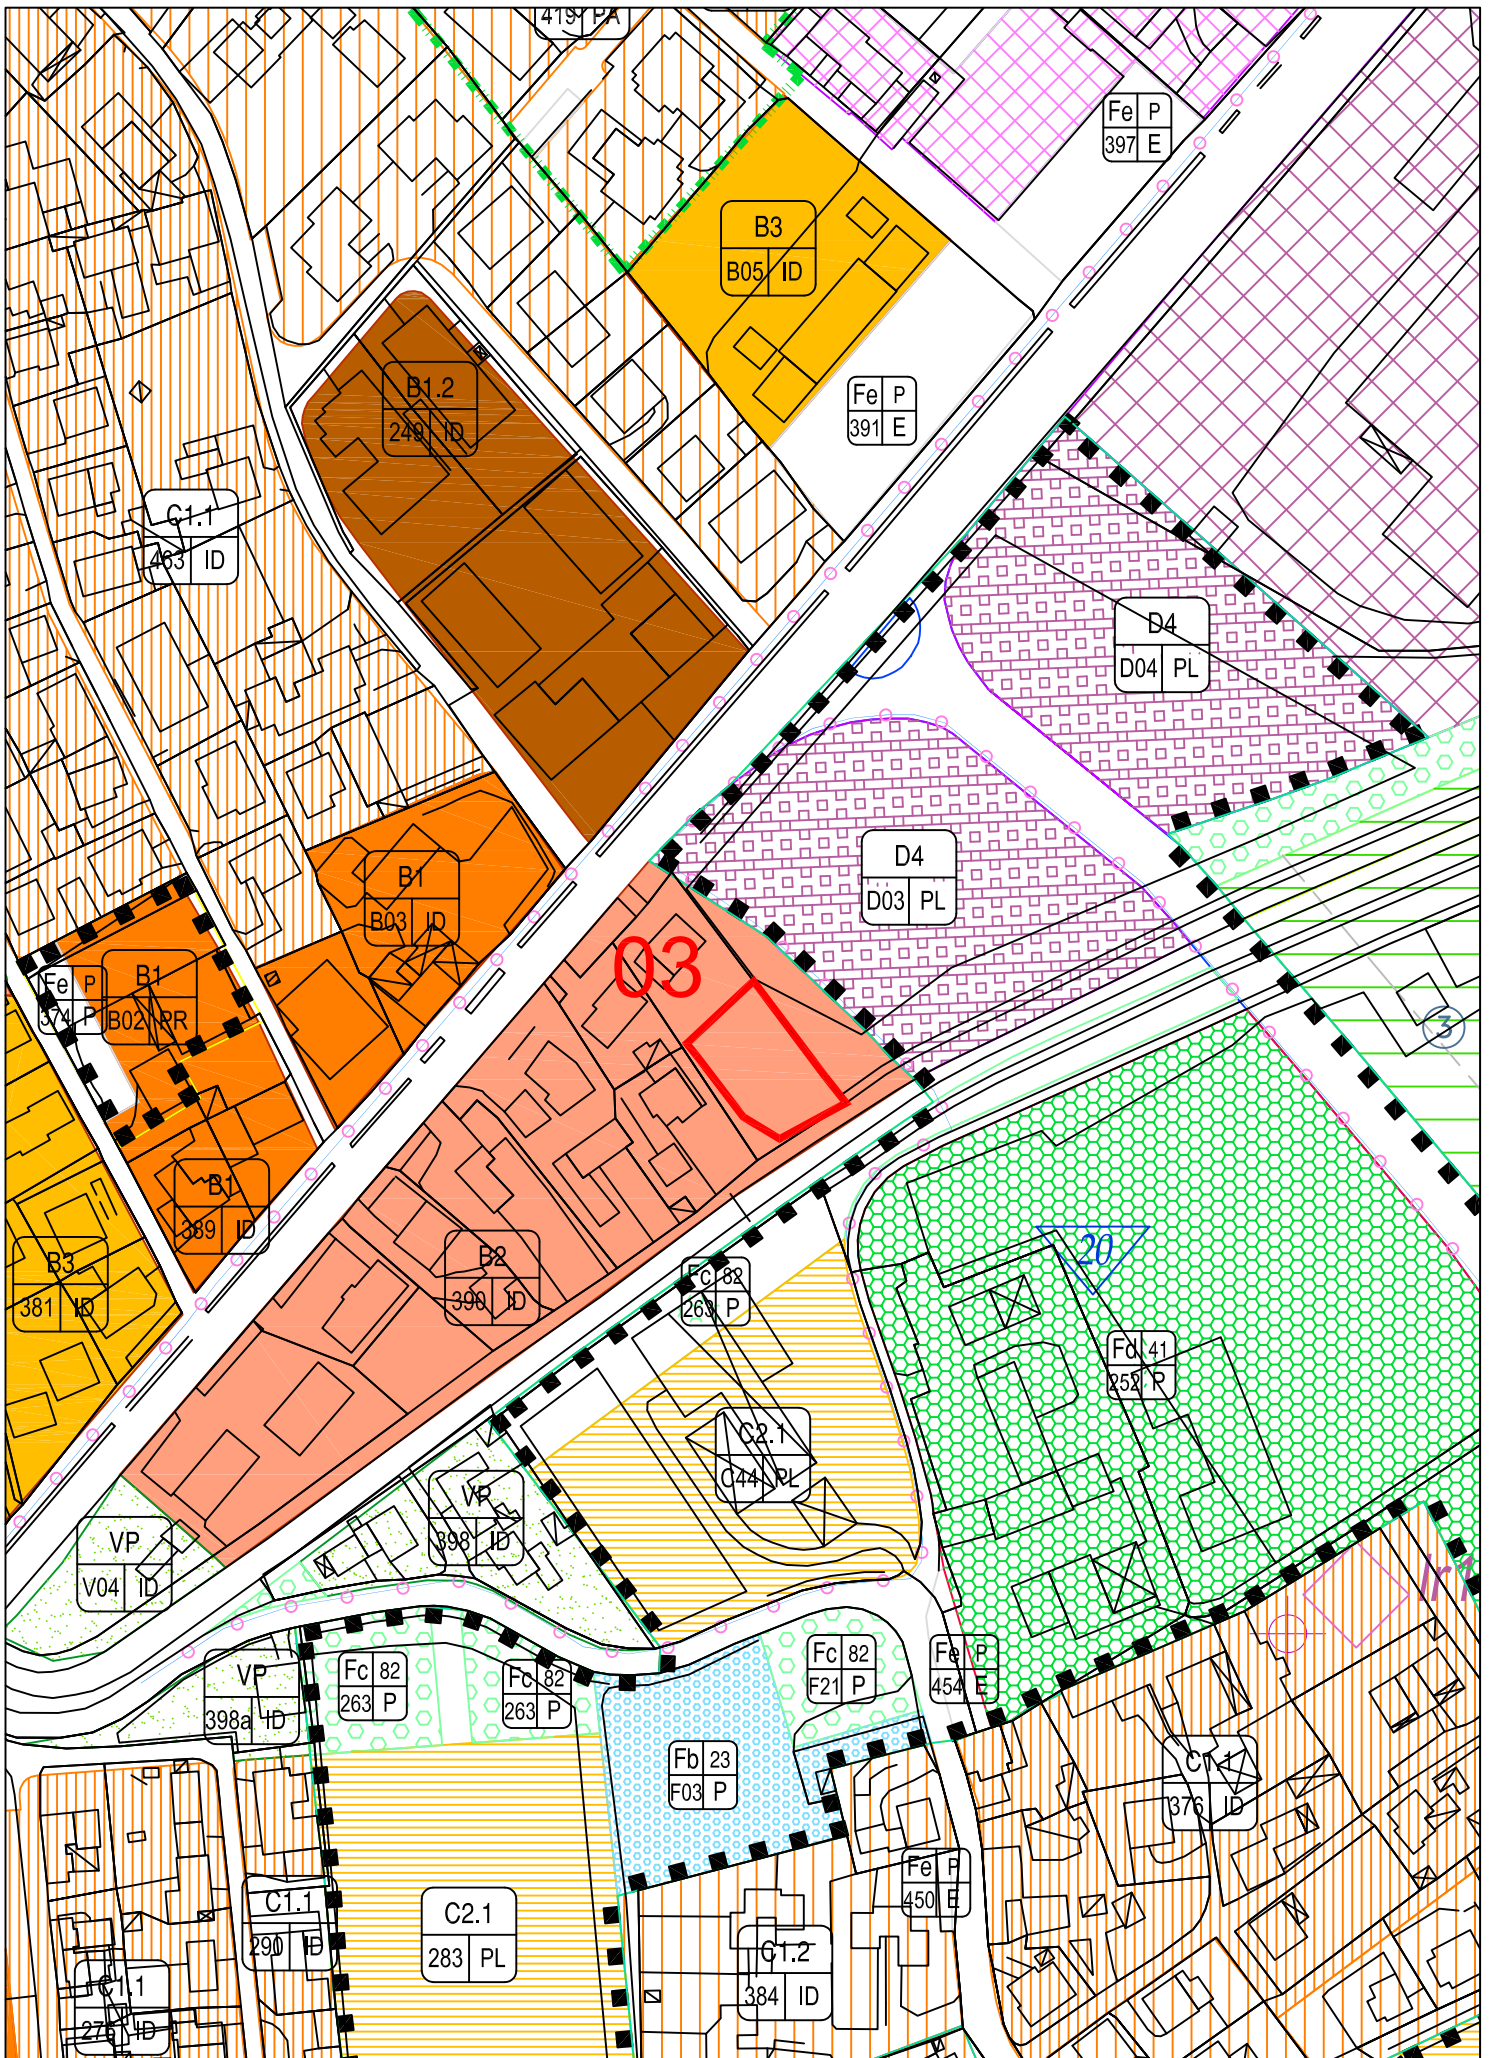 419 PA
Fe P
397 E
B3
B05 ID
B1.2
249 ID
Fe P
391 E
C1.1
463 ID
D4
D04 PL
D4
D03 PL
B1
B03 ID
03
Fe P
374 P
B1
B02 PR
3
B1
389 ID
B3
381 ID
B2
390 ID
20
Fc 82
263 P
Fd 41
252 P
C2.1
C44 PL
VP
398 ID
VP
V04 ID
VP
398a ID
Fc 82
263 P
Fc 82
263 P
Fc 82
F21 P
Fe P
454 E
Fb 23
F03 P
C1.1
376 ID
Fe P
450 E
C1.1
290 ID
C2.1
283 PL
C1.2
384 ID
C1.1
ID